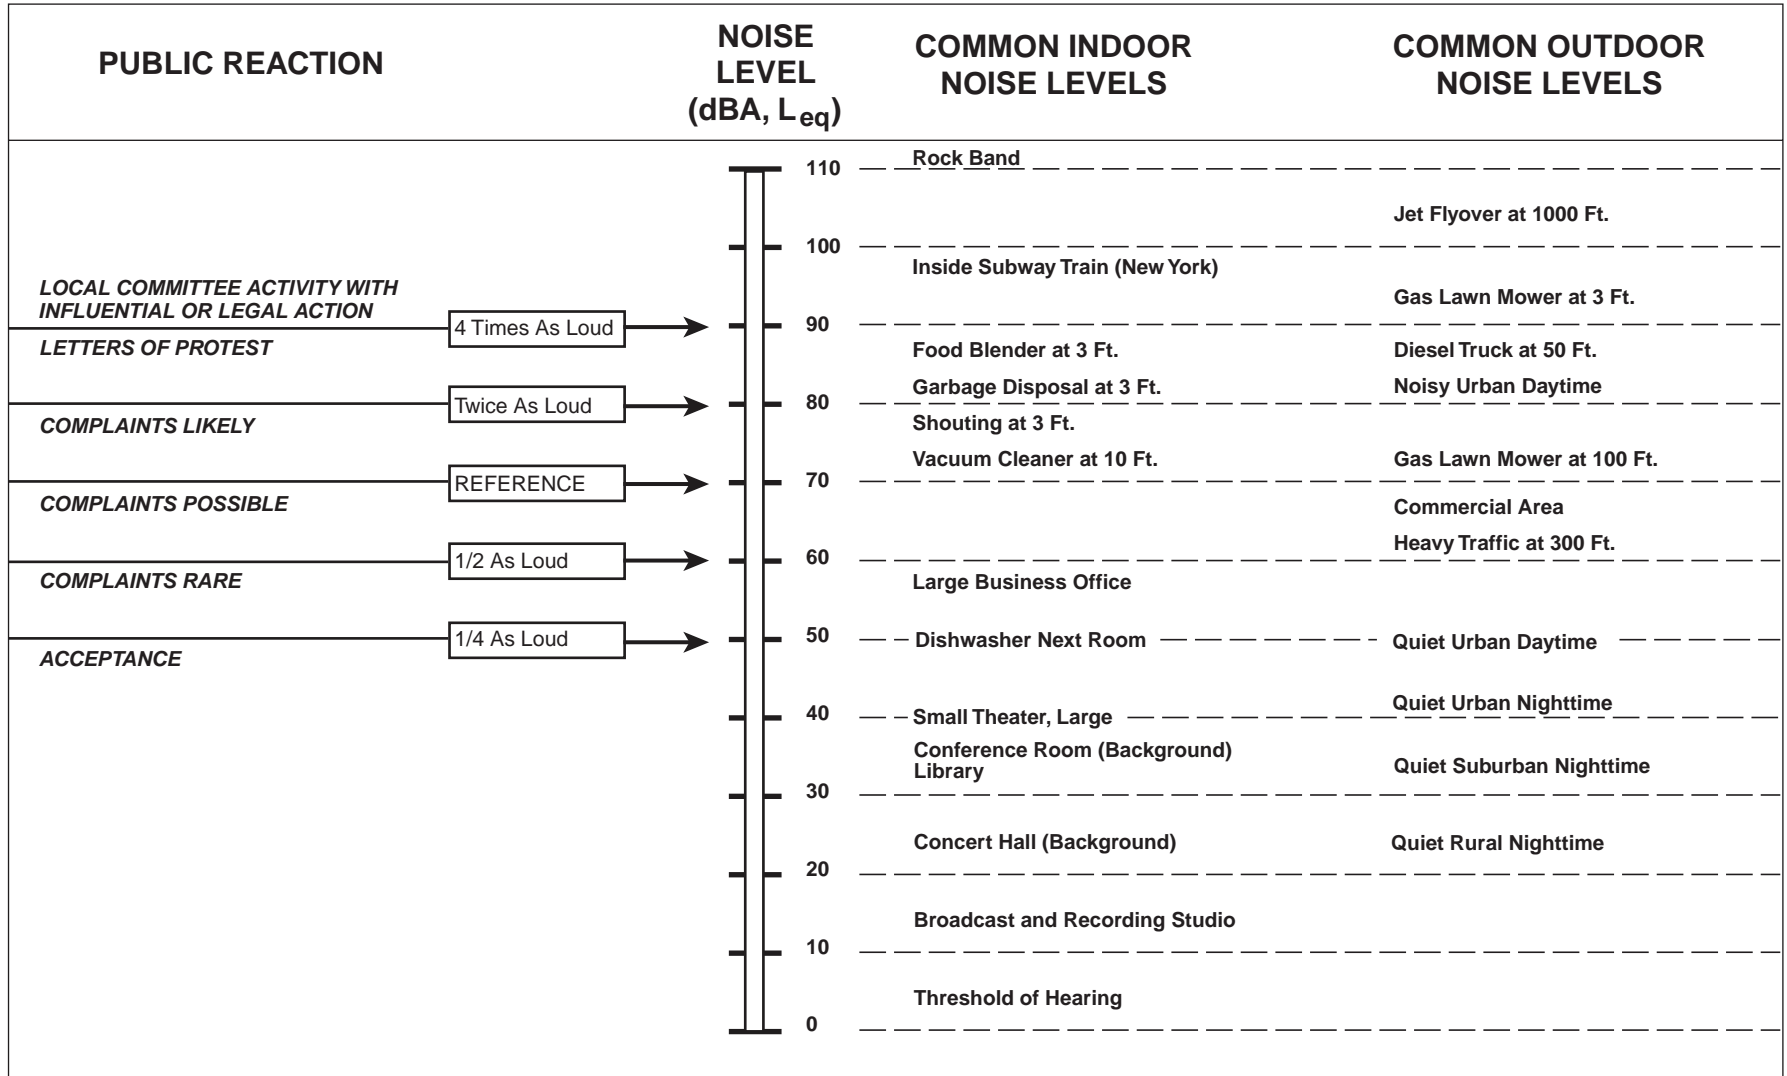 PUBLIC REACTION
NOISE
LEVEL
(dBA, Leq)
COMMON INDOOR
NOISE LEVELS
COMMON OUTDOOR
NOISE LEVELS
110
Rock Band
Jet Flyover at 1000 Ft.
100
Inside Subway Train (New York)
LOCAL COMMITTEE ACTIVITY WITH
INFLUENTIAL OR LEGAL ACTION
Gas Lawn Mower at 3 Ft.
4 Times As Loud
90
LETTERS OF PROTEST
Food Blender at 3 Ft.
Diesel Truck at 50 Ft.
Garbage Disposal at 3 Ft.
Noisy Urban Daytime
Twice As Loud
80
COMPLAINTS LIKELY
Shouting at 3 Ft.
Vacuum Cleaner at 10 Ft.
Gas Lawn Mower at 100 Ft.
REFERENCE
70
COMPLAINTS POSSIBLE
Commercial Area
Heavy Traffic at 300 Ft.
1/2 As Loud
60
COMPLAINTS RARE
Large Business Office
1/4 As Loud
50
Dishwasher Next Room
Quiet Urban Daytime
ACCEPTANCE
Quiet Urban Nighttime
40
Small Theater, Large
Conference Room (Background)
Library
Quiet Suburban Nighttime
30
Concert Hall (Background)
Quiet Rural Nighttime
20
Broadcast and Recording Studio
10
Threshold of Hearing
0